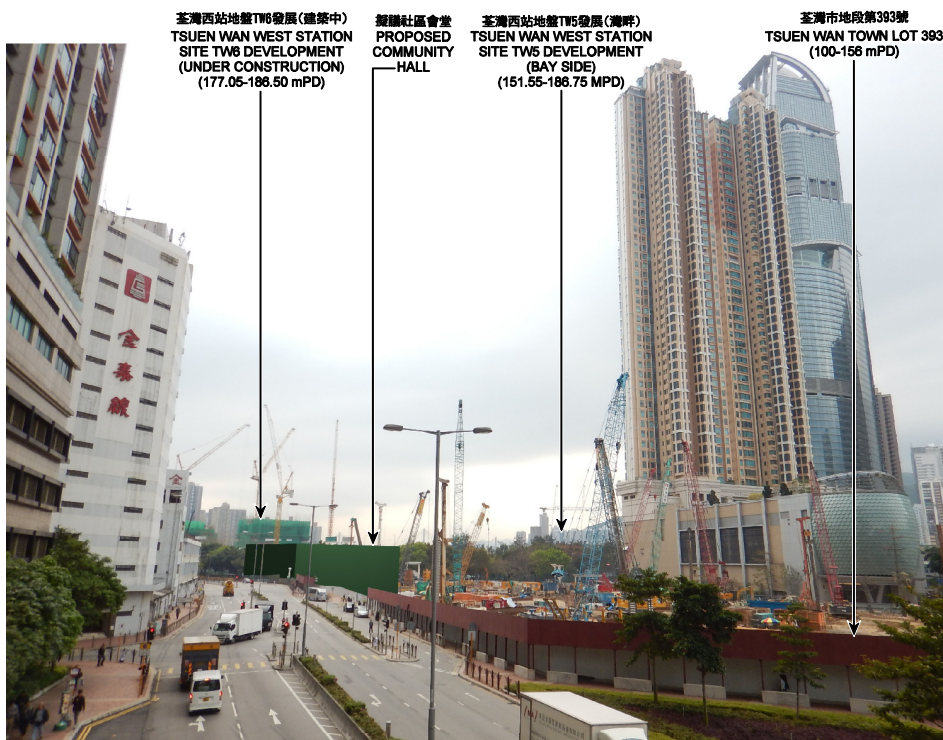 荃灣西站地盤TW6發展(建築中)
TSUEN WAN WEST STATION
SITE TW6 DEVELOPMENT
(UNDER CONSTRUCTION)
(177.05-186.50 mPD)
擬議社區會堂
PROPOSED
COMMUNITY
HALL
荃灣西站地盤TW5發展(灣畔)
TSUEN WAN WEST STATION
SITE TW5 DEVELOPMENT
(BAY SIDE)
(151.55-186.75 MPD)
荃灣市地段第393號
TSUEN WAN TOWN LOT 393
(100-156 mPD)
金
泰